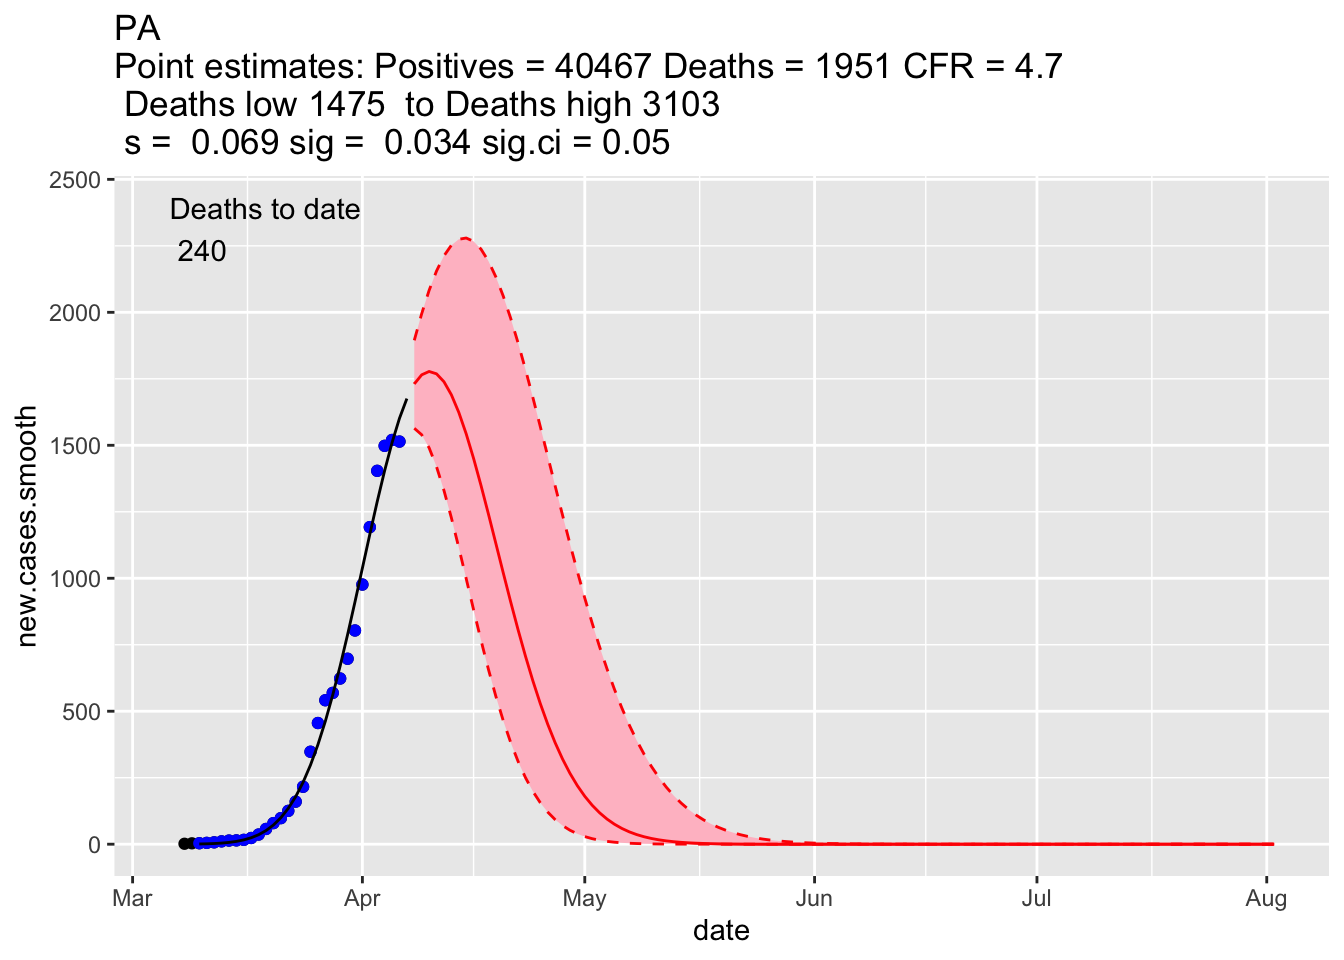 PA
Point estimates: Positives = 40467 Deaths = 1951 CFR = 4.7
Deaths low 1475  to Deaths high 3103
s =  0.069 sig =  0.034 sig.ci = 0.05
2500
Deaths to date
240
2000
1500
1000
500
0
new.cases.smooth
Mar Apr May Jun Jul Aug
date